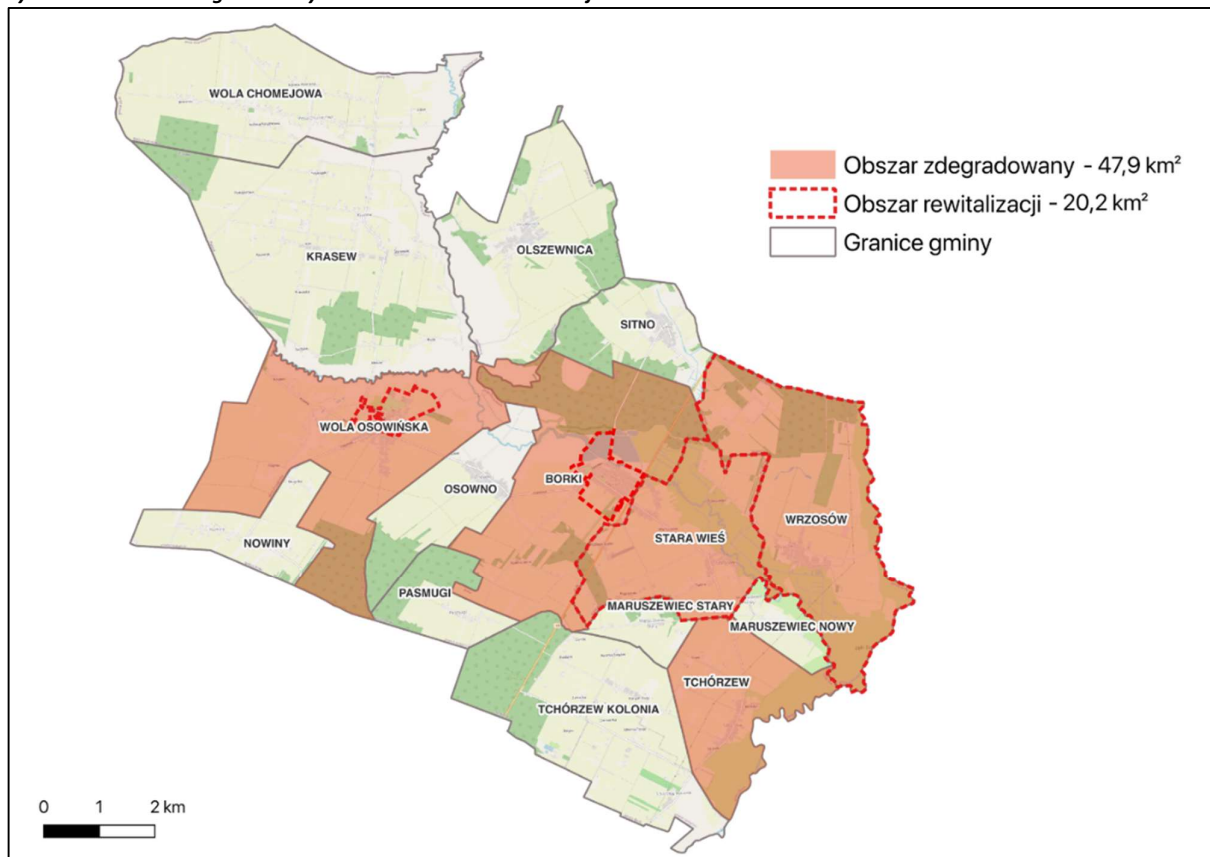 WOLA CHOMEJOWA
Obszar zdegradowany - 47,9 km²
Obszar rewitalizacji - 20,2 km²
Granice gminy
KRASEW
OLSZEWNICA
SITNO
WOLA OSOWIŃSKA
BORKI
OSOWNO
WRZOSÓW
NOWINY
STARA WIEŚ
PASMUGI
MARUSZEWIEC STARY
MARUSZEWIEC NOWY
TCHÓRZEW
TCHÓRZEW KOLONIA
0 1 2 km